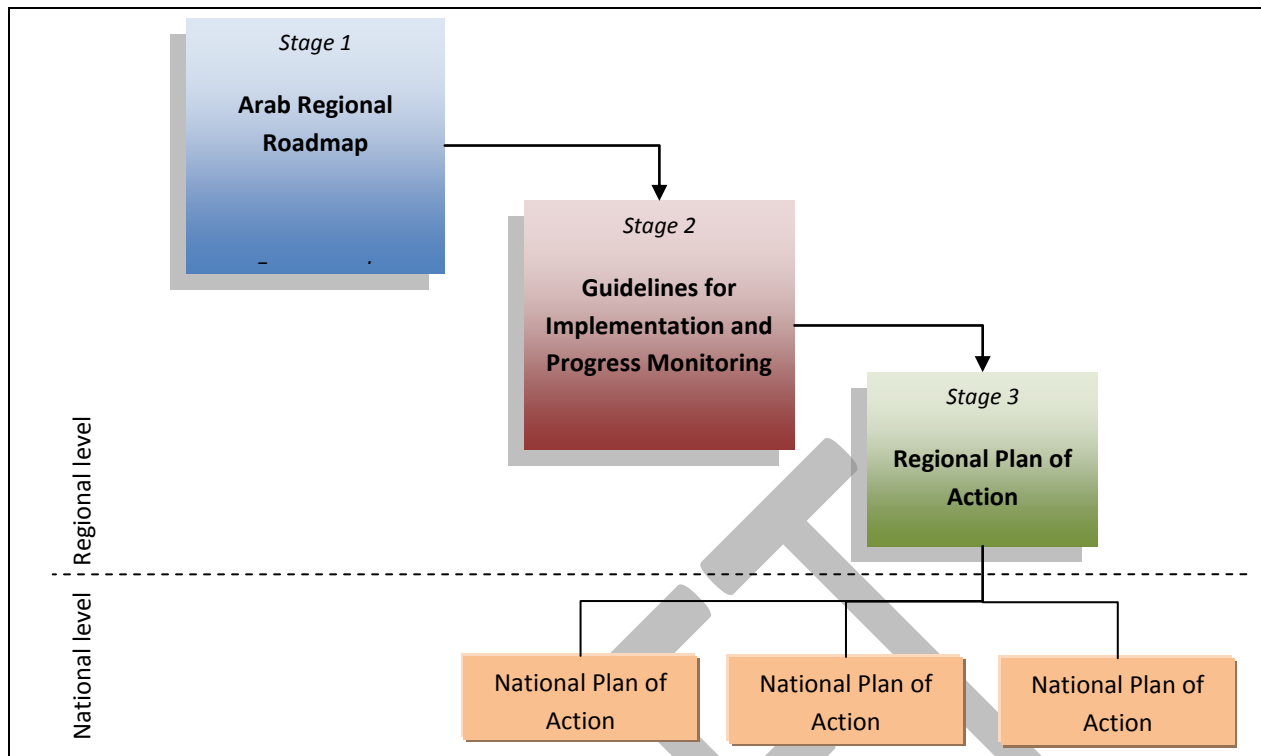 Stage 1
Arab Regional
Roadmap
Stage 2
Guidelines for
Implementation and
Progress Monitoring
Stage 3
Regional Plan of
Action
Regional level
National level
National Plan of
Action
National Plan of
Action
National Plan of
Action